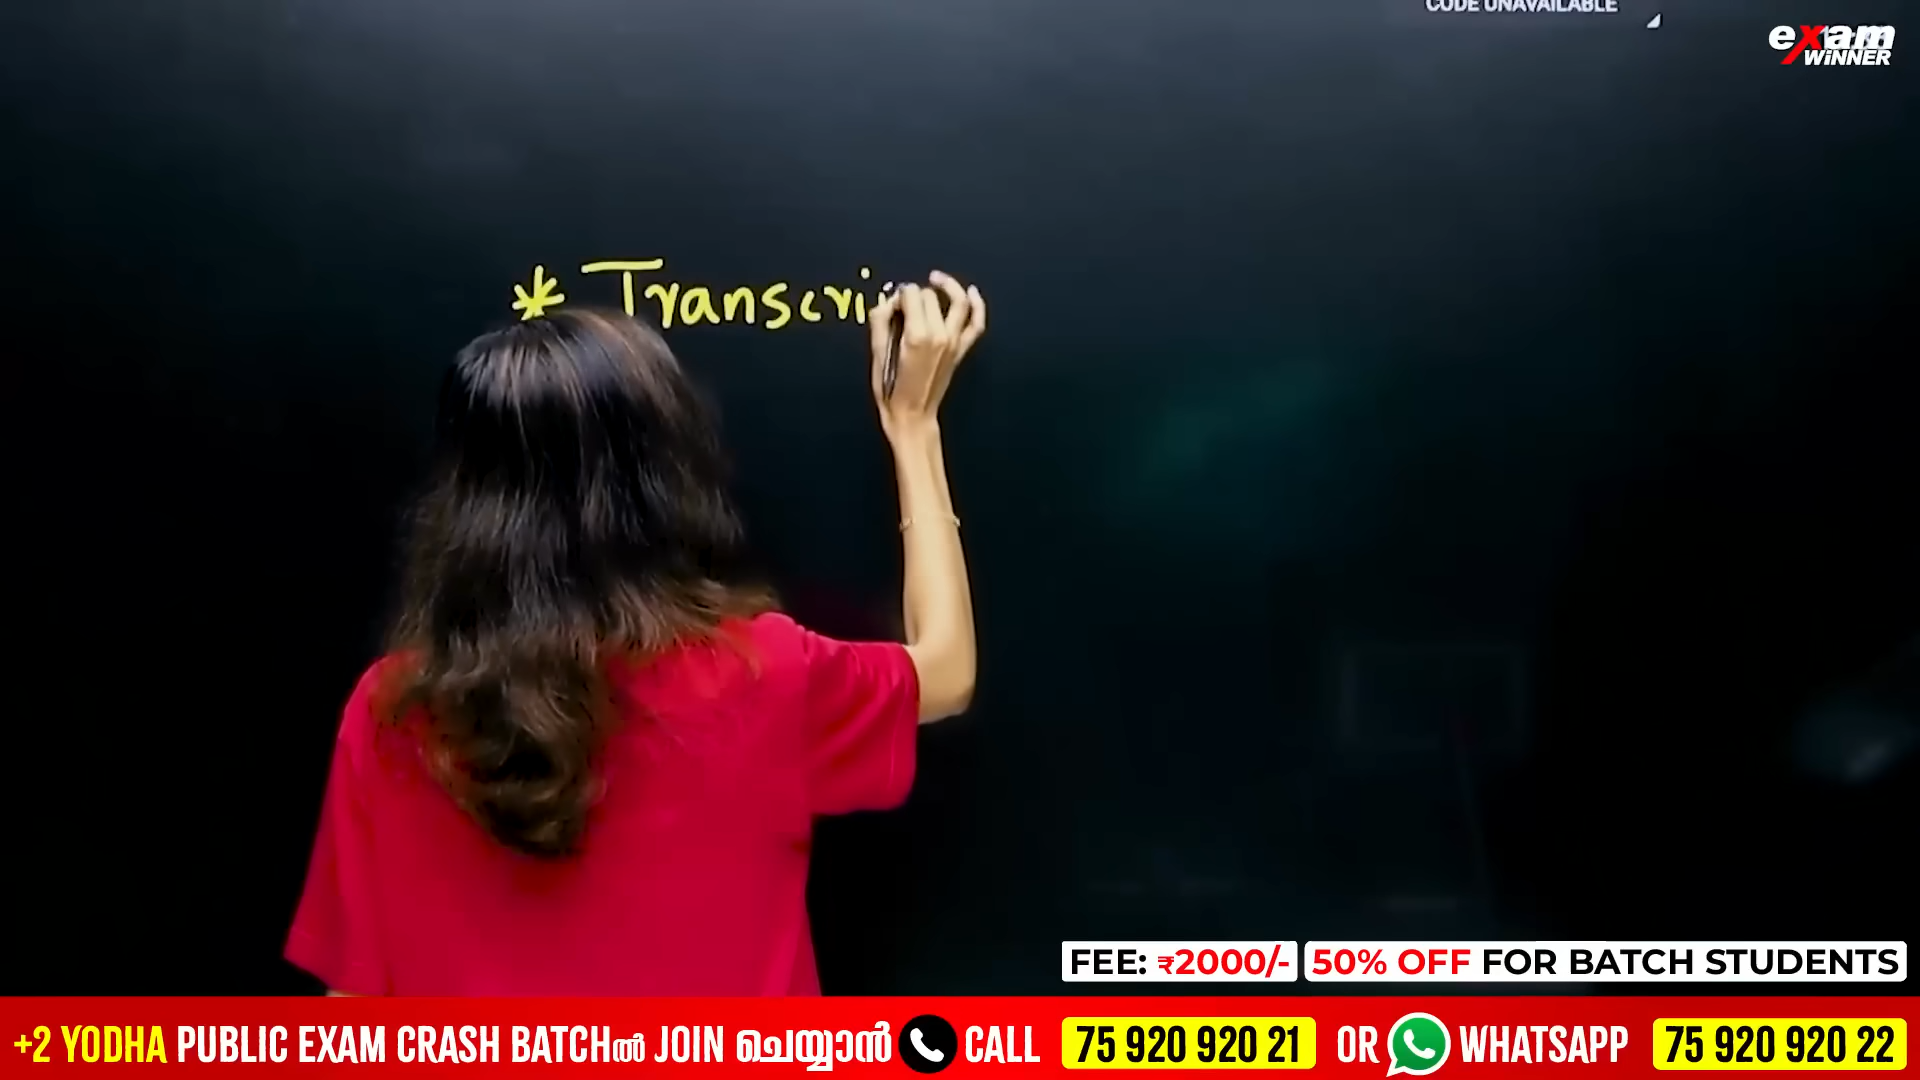 CODE UNAVAILABLE
exam
WiNNER
* Transcri
FEE: ₹2000/- 50% OFF FOR BATCH STUDENTS
+2 YODHA PUBLIC EXAM CRASH BATCHൽ JOIN ചെയ്യാൻ CALL 75 920 920 21 OR WHATSAPP 75 920 920 22